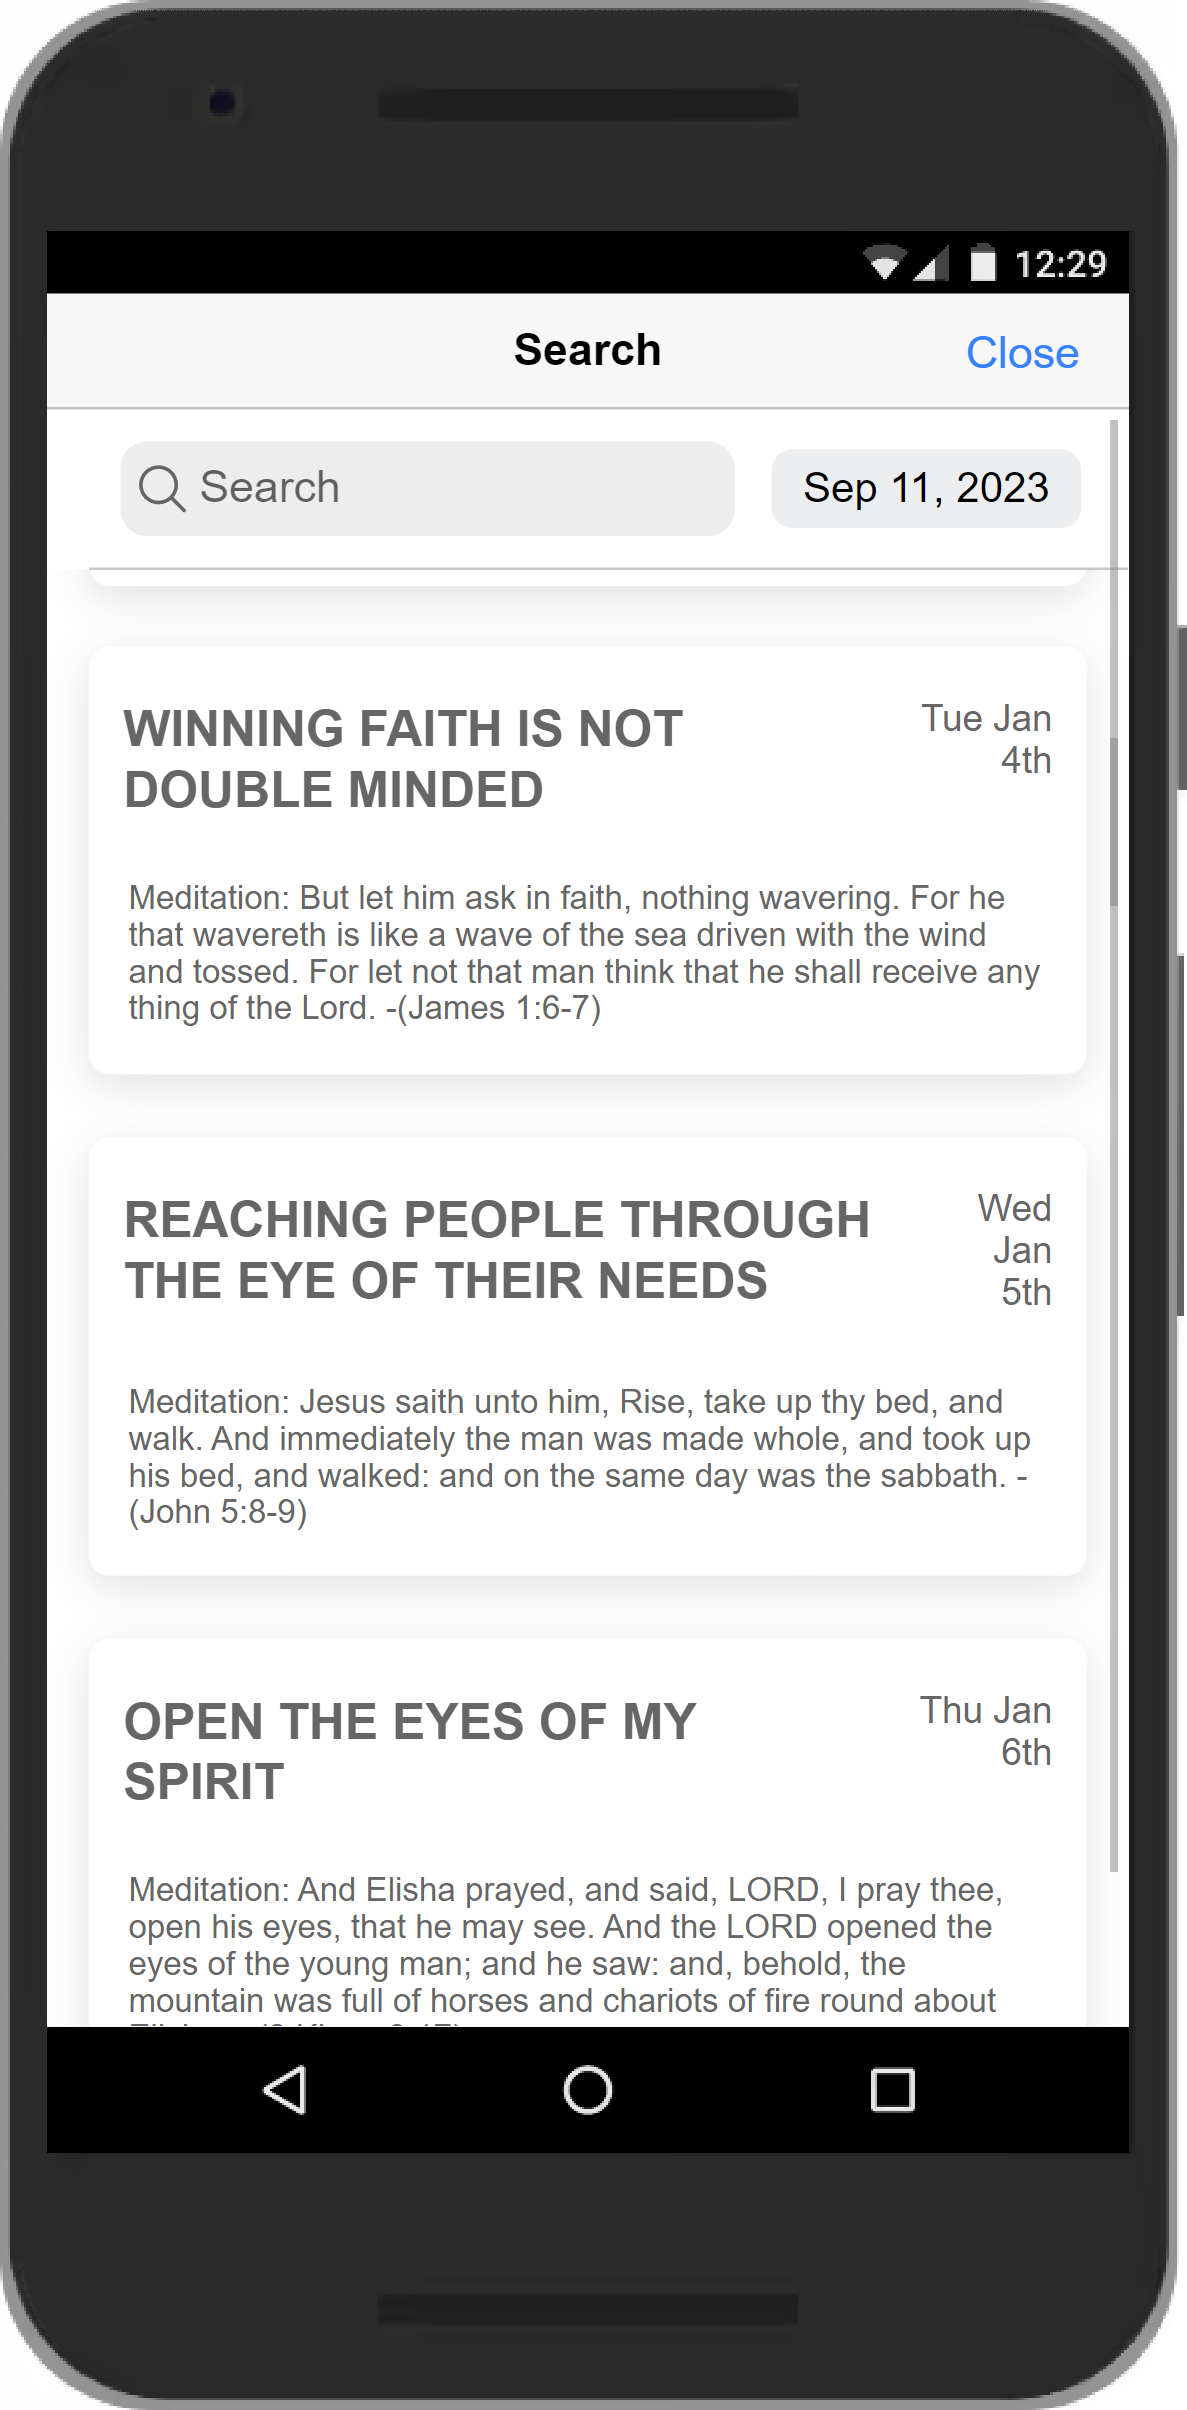 12:29
Search
Close
Search
Sep 11, 2023
WINNING FAITH IS NOT
DOUBLE MINDED
Tue Jan
4th
Meditation: But let him ask in faith, nothing wavering. For he
that wavereth is like a wave of the sea driven with the wind
and tossed. For let not that man think that he shall receive any
thing of the Lord. -(James 1:6-7)
REACHING PEOPLE THROUGH
THE EYE OF THEIR NEEDS
Wed
Jan
5th
Meditation: Jesus saith unto him, Rise, take up thy bed, and
walk. And immediately the man was made whole, and took up
his bed, and walked: and on the same day was the sabbath. -
(John 5:8-9)
OPEN THE EYES OF MY
SPIRIT
Thu Jan
6th
Meditation: And Elisha prayed, and said, LORD, I pray thee,
open his eyes, that he may see. And the LORD opened the
eyes of the young man; and he saw: and, behold, the
mountain was full of horses and chariots of fire round about